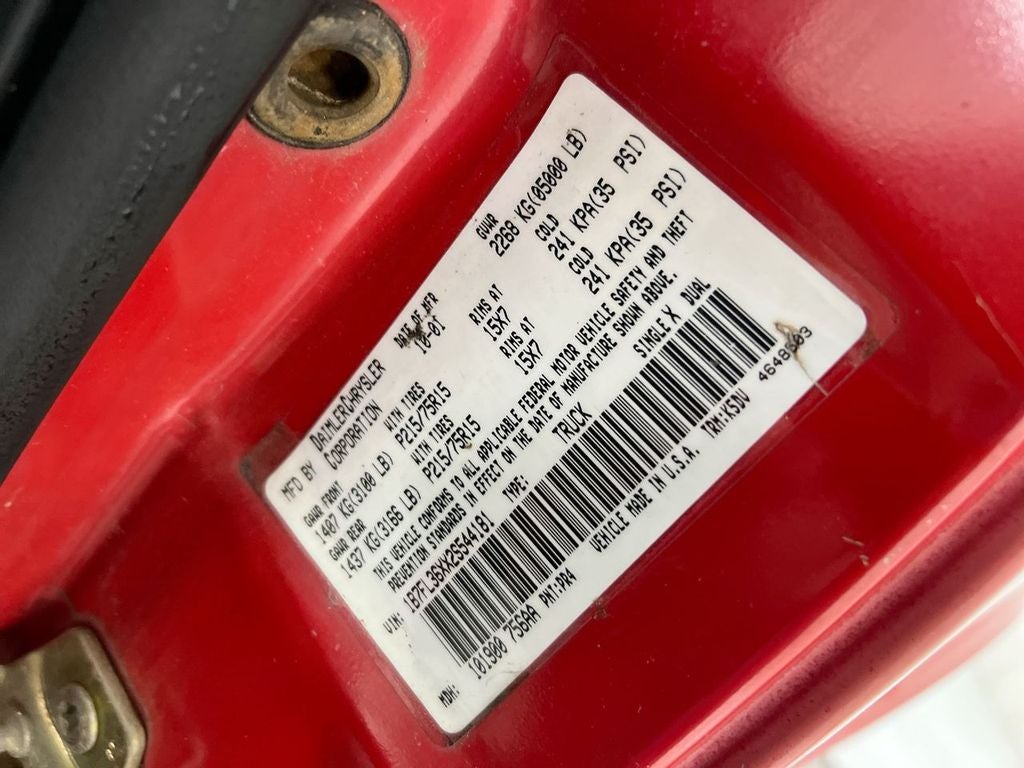 MFD BY DAIMLERCHRYSLER CORPORATION DATE OF MFR 10-01 GVWR 2268 KG(05000 LB)
GAWR FRONT WITH TIRES RIMS AT COLD
1407 KG(3100 LB) P215/75R15 15X7 241 KPA(35 PSI)
GAWR REAR WITH TIRES RIMS AT COLD
1437 KG(3166 LB) P215/75R15 15X7 241 KPA(35 PSI)
THIS VEHICLE CONFORMS TO ALL APPLICABLE FEDERAL MOTOR VEHICLE SAFETY AND THEFT
PREVENTION STANDARDS IN EFFECT ON THE DATE OF MANUFACTURE SHOWN ABOVE.
VIN: TYPE: TRUCK SINGLE X DUAL
MDH: 101900 756AA PNT:PR4 TRM:K5DV
VEHICLE MADE IN U.S.A.